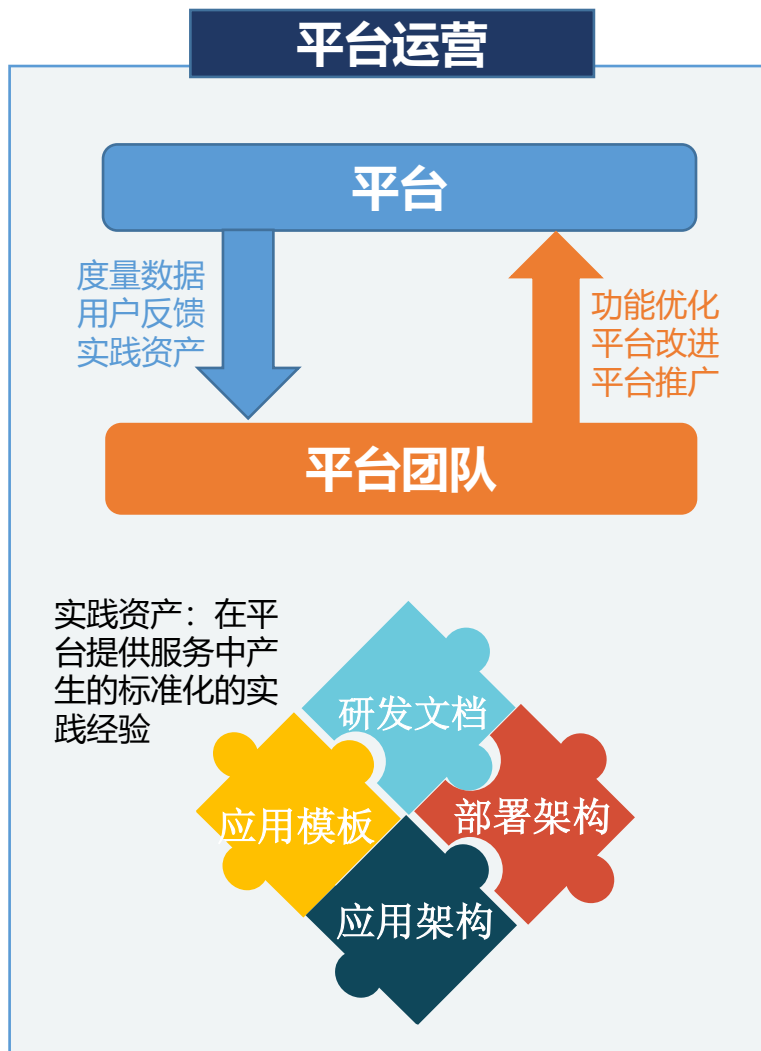 平台运营
平台
度量数据
用户反馈
实践资产
功能优化
平台改进
平台推广
平台团队
实践资产：在平
台提供服务中产
生的标准化的实
践经验
研发文档
应用模板
部署架构
应用架构